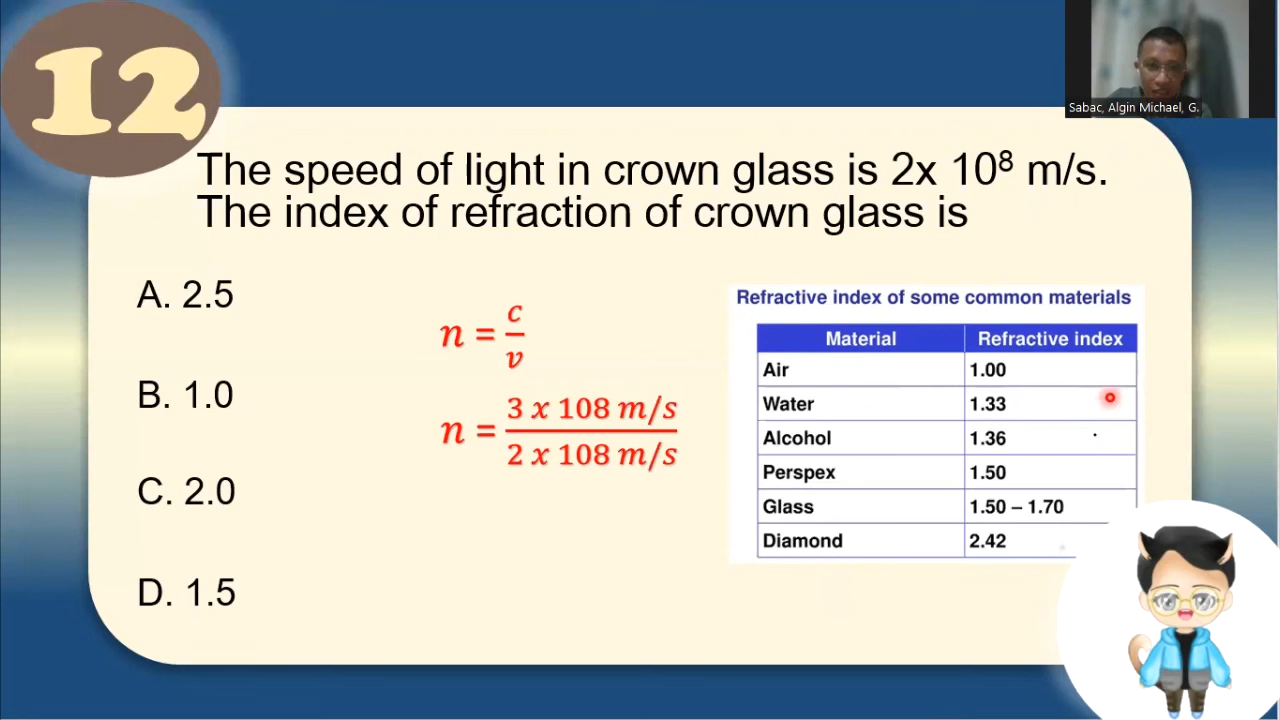 12
Sabac, Algin Michael, G.
The speed of light in crown glass is 2x 10⁸ m/s.
The index of refraction of crown glass is
A. 2.5
B. 1.0
C. 2.0
D. 1.5
n = c/v
n = 3 x 108 m/s / 2 x 108 m/s
Refractive index of some common materials
Material Refractive index
Air 1.00
Water 1.33
Alcohol 1.36
Perspex 1.50
Glass 1.50 – 1.70
Diamond 2.42